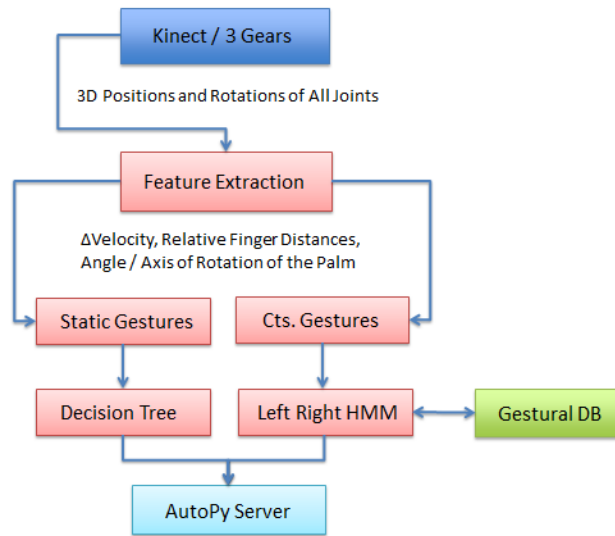 Kinect / 3 Gears
3D Positions and Rotations of All Joints
Feature Extraction
ΔVelocity, Relative Finger Distances,
Angle / Axis of Rotation of the Palm
Static Gestures
Cts. Gestures
Decision Tree
Left Right HMM
Gestural DB
AutoPy Server